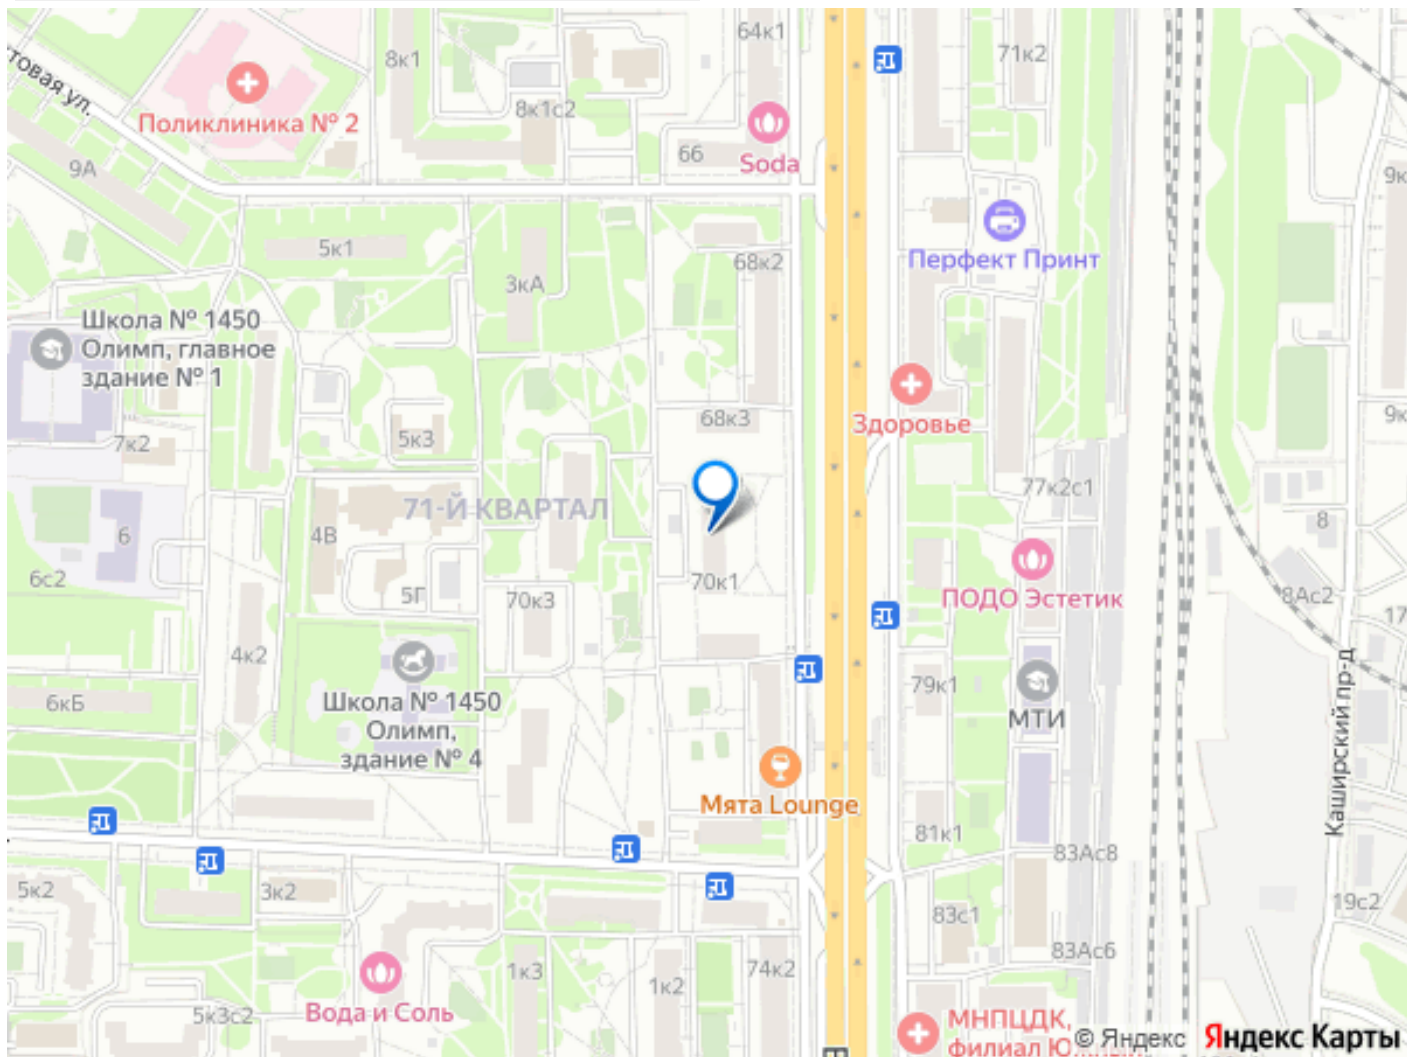 64к1
8к1
71к2
товая ул.
8к1с2
Поликлиника № 2
66
Soda
9А
9к
5к1
68к2
Перфект Принт
3кА
Школа № 1450
Олимп, главное
здание № 1
68к3
Здоровье
9к
5к3
7к2
77к2с1
71-Й КВАРТАЛ
4В
6
8
6с2
5Г
70к3
70к1
ПОДО Эстетик
8Ас2
17
4к2
79к1
6кБ
Школа № 1450
Олимп,
здание № 4
МТИ
Каширский пр-д
Мята Lounge
81к1
83Ас8
5к2
3к2
83с1
19с2
83Ас6
1к3
1к2
74к2
5к3с2
Вода и Соль
МНПЦДК,
филиал Ю
© Яндекс
Яндекс Карты